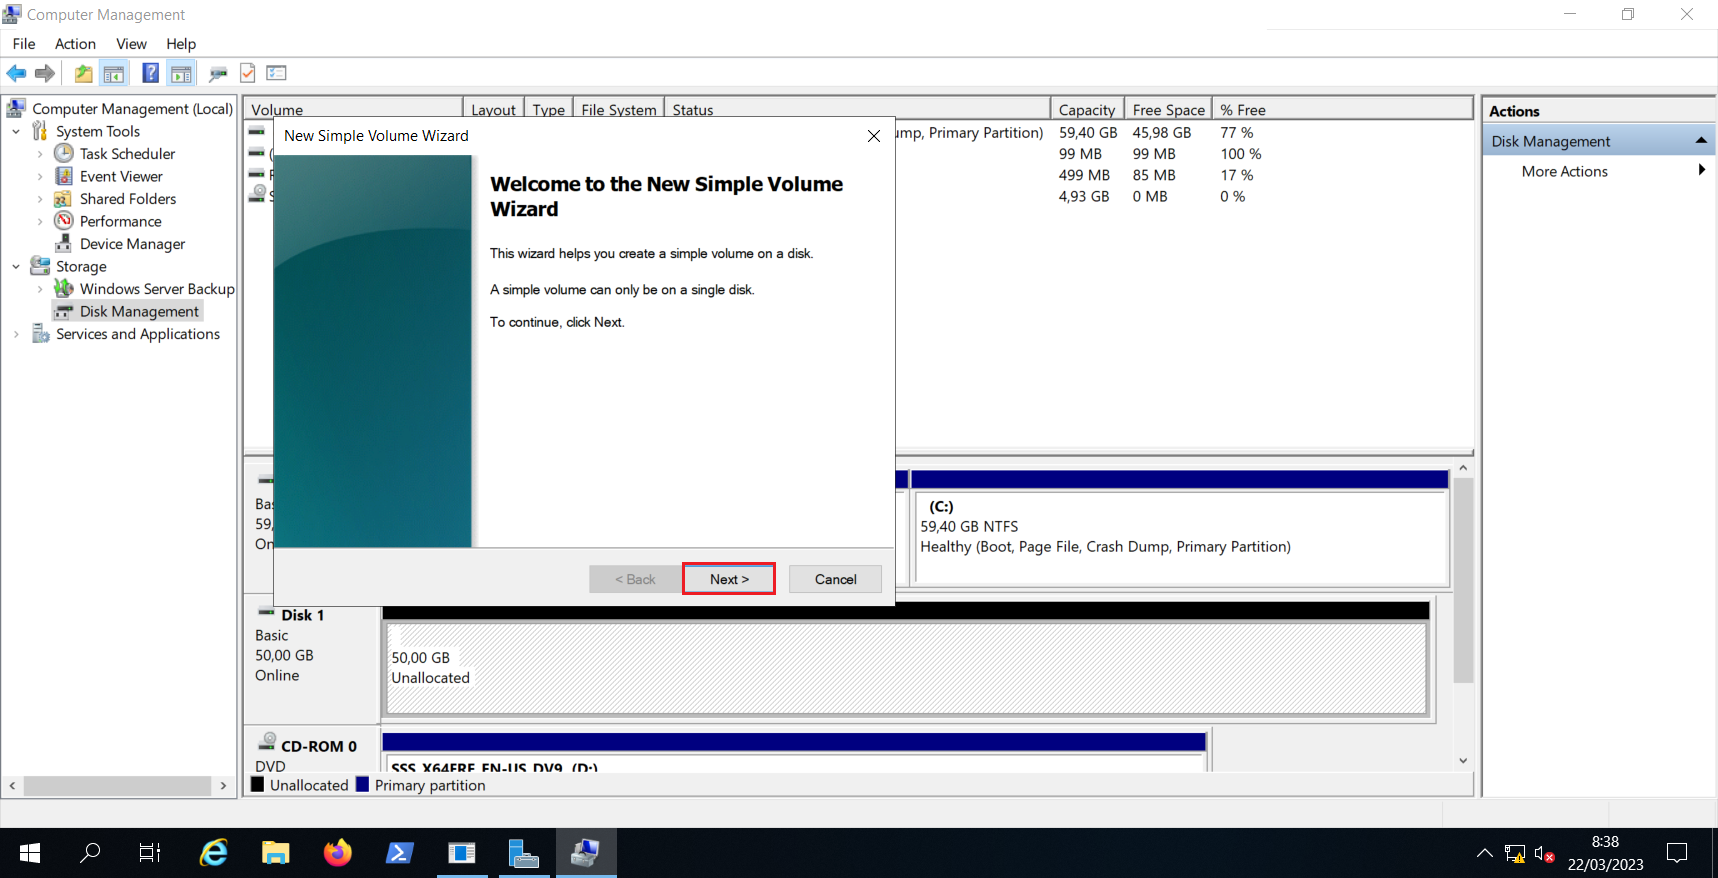 Computer Management
File Action View Help
Computer Management (Local)
System Tools
Task Scheduler
Event Viewer
Shared Folders
Performance
Device Manager
Storage
Windows Server Backup
Disk Management
Services and Applications
Volume Layout Type File System Status Capacity Free Space % Free
ump, Primary Partition) 59,40 GB 45,98 GB 77 %
( 99 MB 99 MB 100 %
499 MB 85 MB 17 %
4,93 GB 0 MB 0 %
New Simple Volume Wizard
Welcome to the New Simple Volume
Wizard
This wizard helps you create a simple volume on a disk.
A simple volume can only be on a single disk.
To continue, click Next.
< Back Next > Cancel
Bas
59,
On
(C:)
59,40 GB NTFS
Healthy (Boot, Page File, Crash Dump, Primary Partition)
Disk 1
Basic
50,00 GB
Online
50,00 GB
Unallocated
CD-ROM 0
DVD
SSS_X64FRE_EN-US_DV9 (D:)
Unallocated Primary partition
Actions
Disk Management
More Actions
8:38
22/03/2023